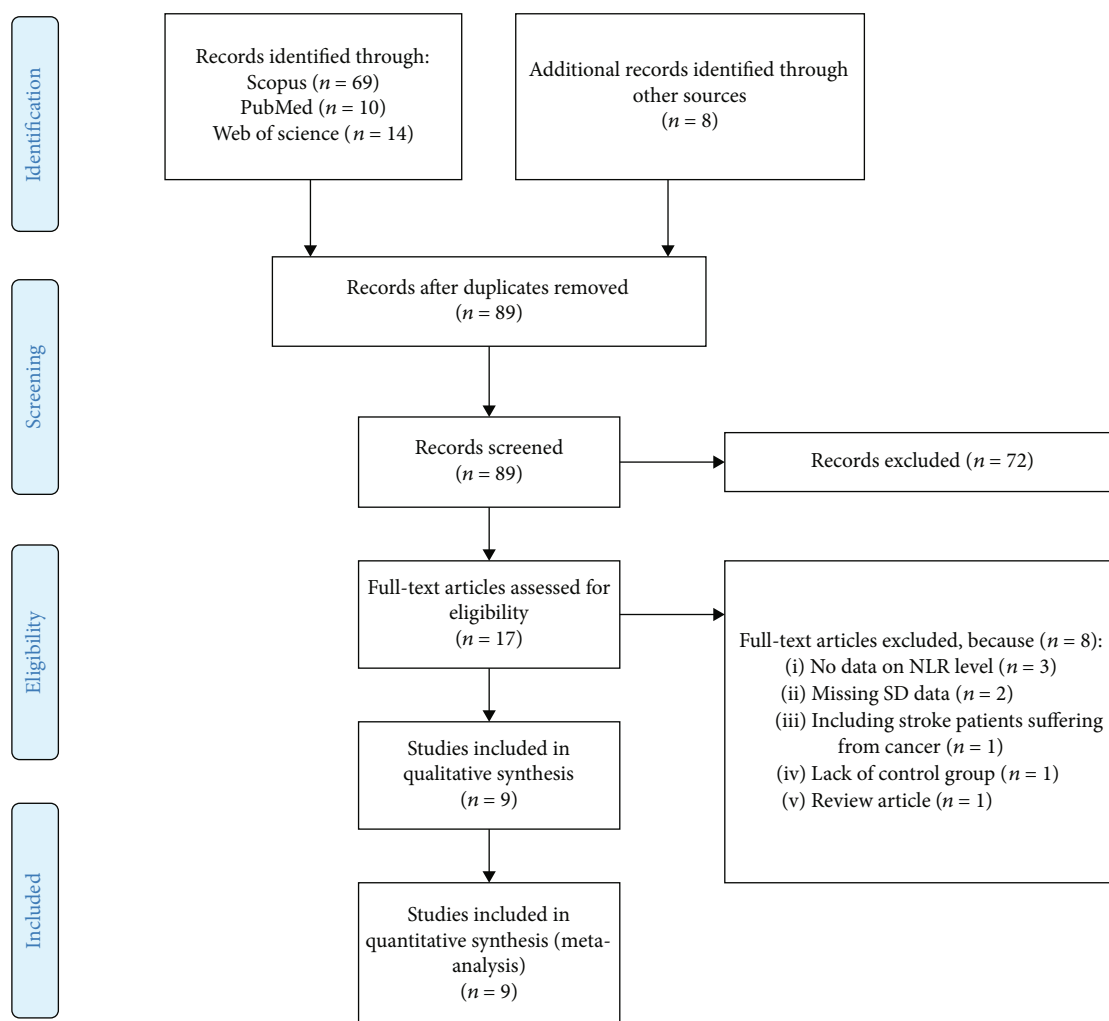 Identification
Records identified through:
Scopus (n = 69)
PubMed (n = 10)
Web of science (n = 14)
Additional records identified through
other sources
(n = 8)
Screening
Records after duplicates removed
(n = 89)
Records screened
(n = 89)
Records excluded (n = 72)
Eligibility
Full-text articles assessed for
eligibility
(n = 17)
Full-text articles excluded, because (n = 8):
(i) No data on NLR level (n = 3)
(ii) Missing SD data (n = 2)
(iii) Including stroke patients suffering
from cancer (n = 1)
(iv) Lack of control group (n = 1)
(v) Review article (n = 1)
Studies included in
qualitative synthesis
(n = 9)
Included
Studies included in
quantitative synthesis (meta-
analysis)
(n = 9)